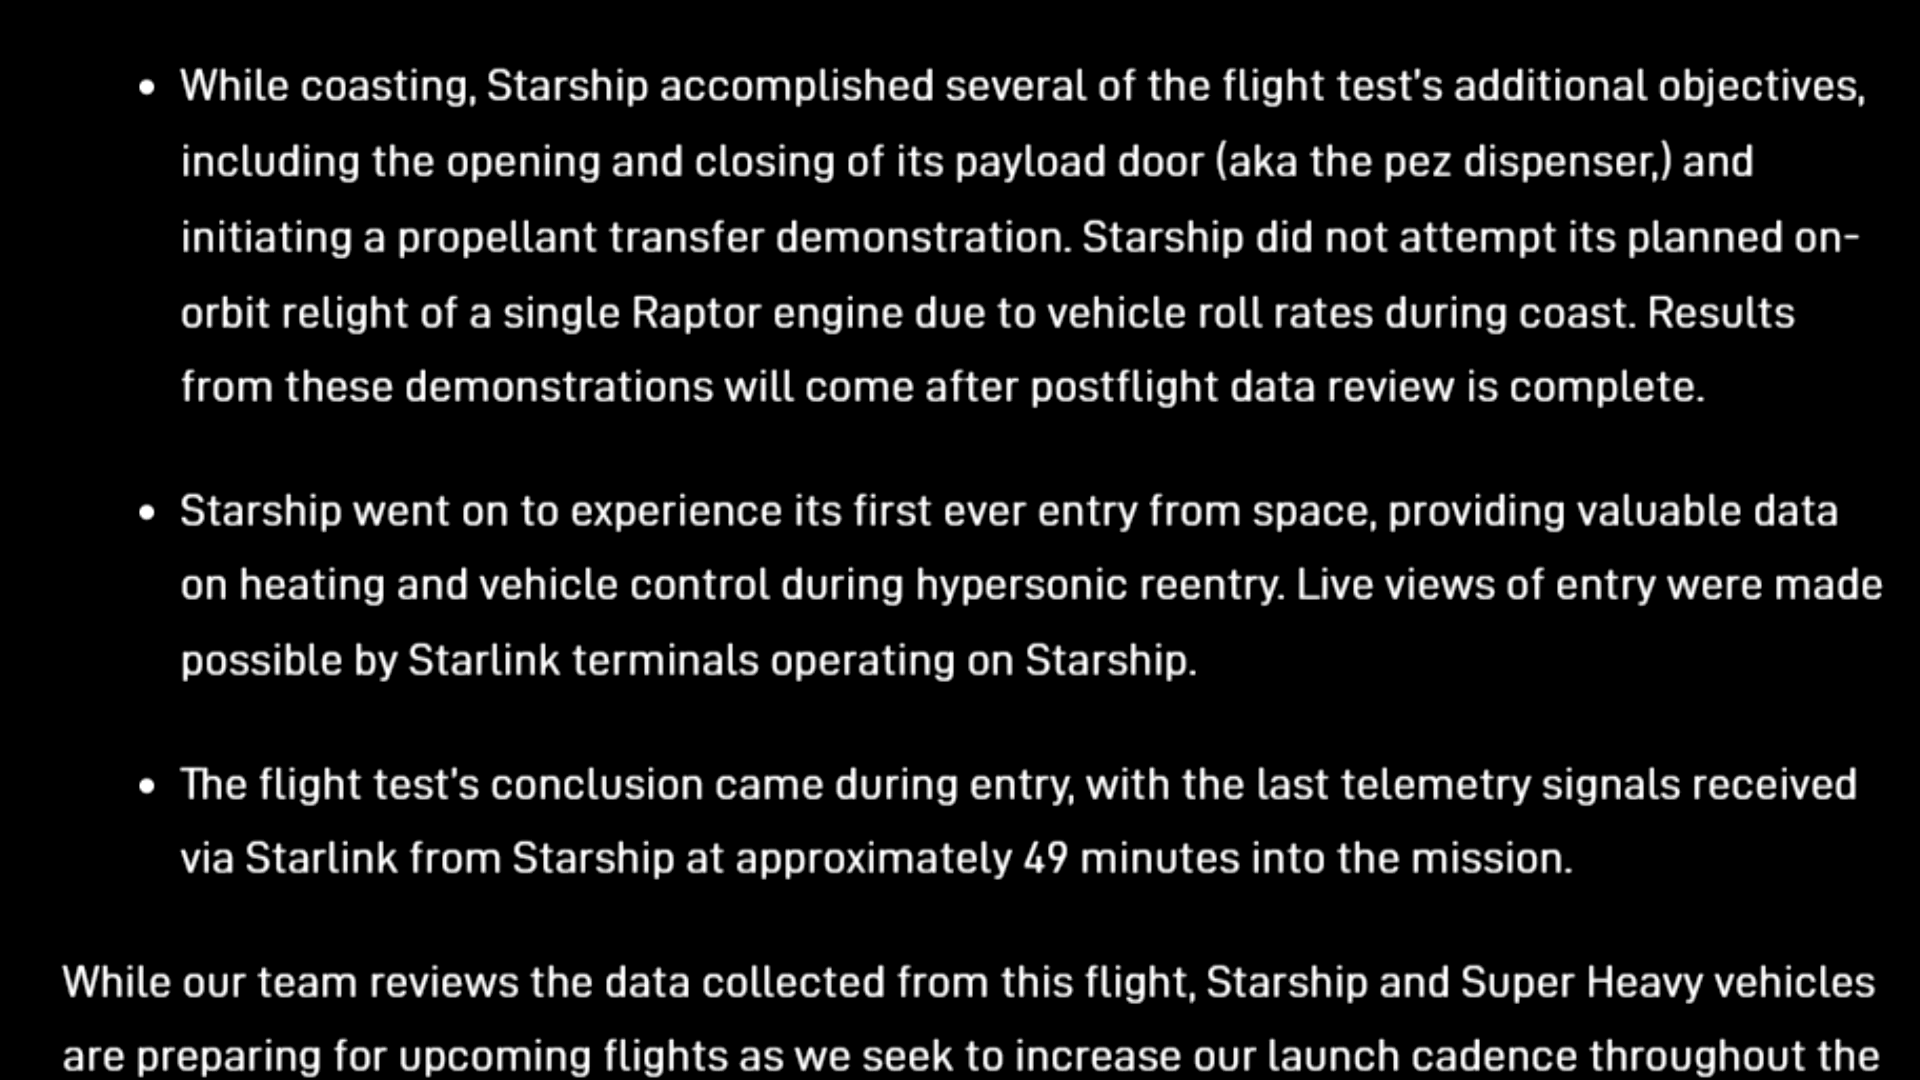 • While coasting, Starship accomplished several of the flight test's additional objectives,
including the opening and closing of its payload door (aka the pez dispenser,) and
initiating a propellant transfer demonstration. Starship did not attempt its planned on-
orbit relight of a single Raptor engine due to vehicle roll rates during coast. Results
from these demonstrations will come after postflight data review is complete.
• Starship went on to experience its first ever entry from space, providing valuable data
on heating and vehicle control during hypersonic reentry. Live views of entry were made
possible by Starlink terminals operating on Starship.
• The flight test's conclusion came during entry, with the last telemetry signals received
via Starlink from Starship at approximately 49 minutes into the mission.
While our team reviews the data collected from this flight, Starship and Super Heavy vehicles
are preparing for upcoming flights as we seek to increase our launch cadence throughout the